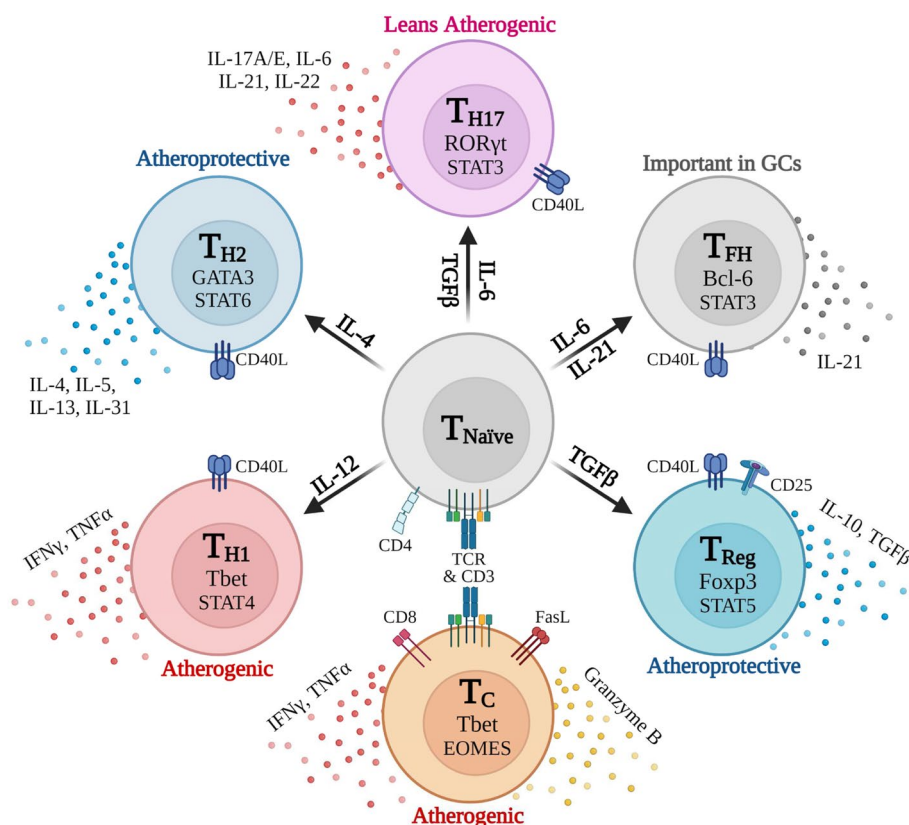 Leans Atherogenic
IL-17A/E, IL-6
IL-21, IL-22
TH17
RORγt
STAT3
CD40L
Atheroprotective
TH2
GATA3
STAT6
CD40L
IL-4, IL-5,
IL-13, IL-31
Important in GCs
TFH
Bcl-6
STAT3
CD40L
IL-21
IL-4
TGFβ
IL-6
IL-6
IL-21
TNaïve
IL-12
TGFβ
CD4
TCR
& CD3
CD40L
IFNγ, TNFα
TH1
Tbet
STAT4
Atherogenic
CD40L
CD25
IL-10, TGFβ
TReg
Foxp3
STAT5
Atheroprotective
CD8
FasL
IFNγ, TNFα
Granzyme B
TC
Tbet
EOMES
Atherogenic